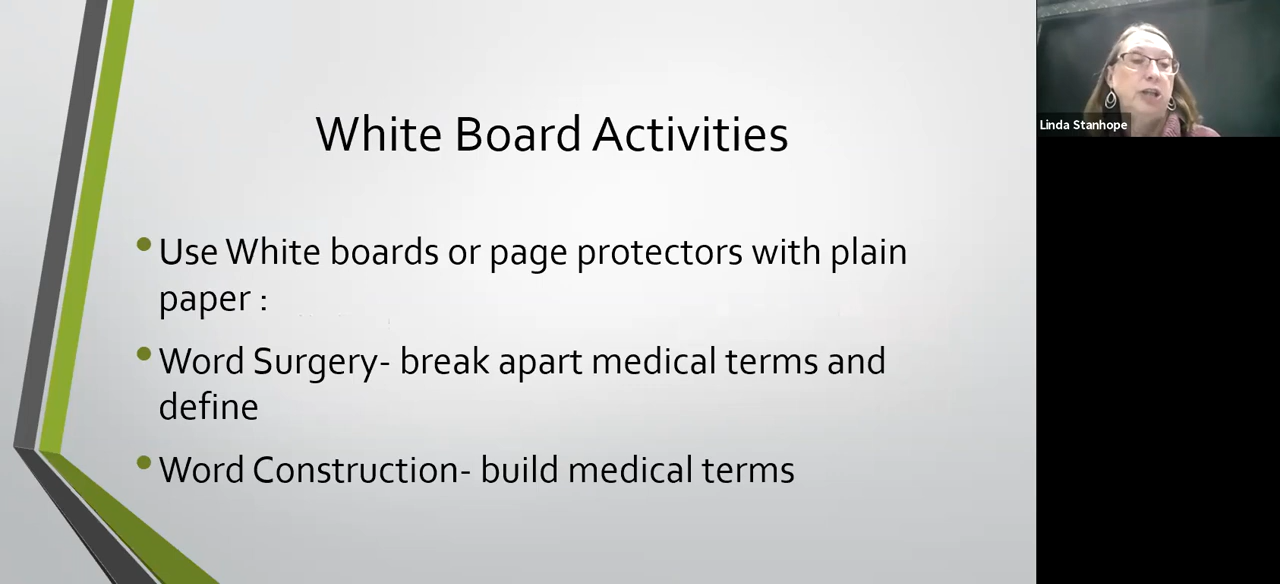 White Board Activities
Use White boards or page protectors with plain
paper :
Word Surgery- break apart medical terms and
define
Word Construction- build medical terms
Linda Stanhope